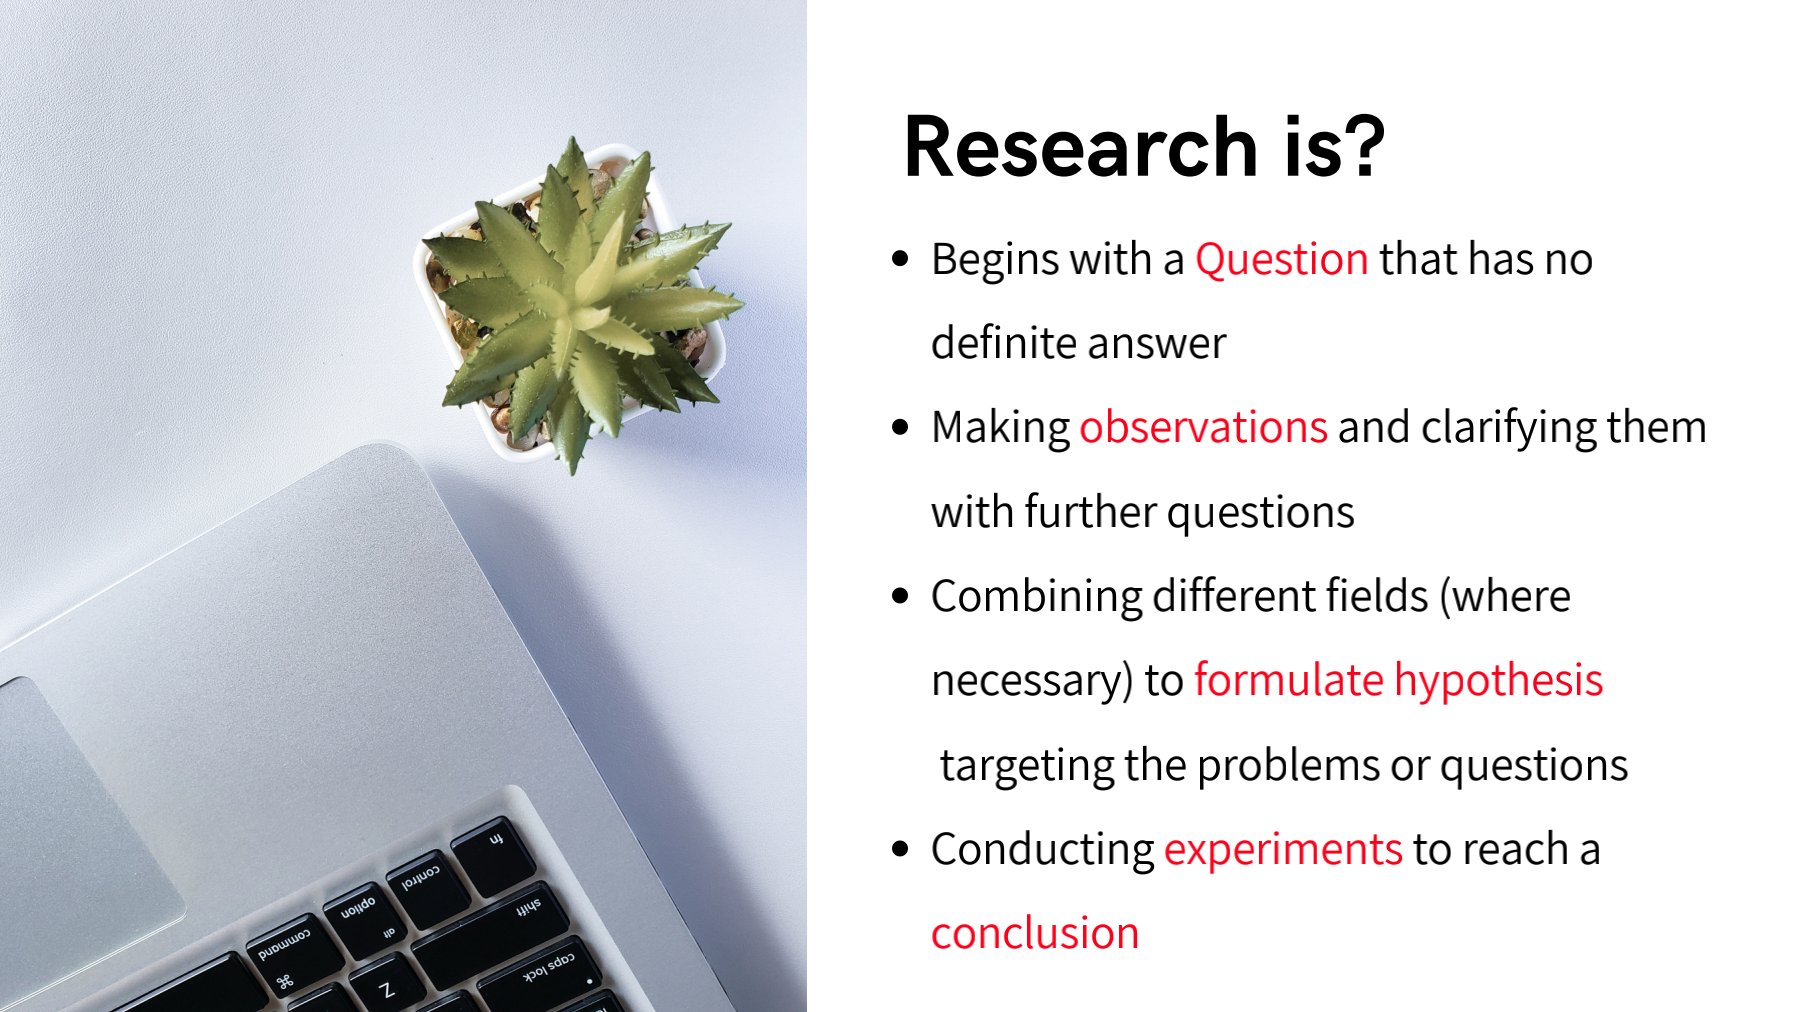 Research is?
• Begins with a Question that has no
definite answer
• Making observations and clarifying them
with further questions
• Combining different fields (where
necessary) to formulate hypothesis
targeting the problems or questions
• Conducting experiments to reach a
conclusion
fn
control
option
alt
command
⌘
shift
Z
caps lock